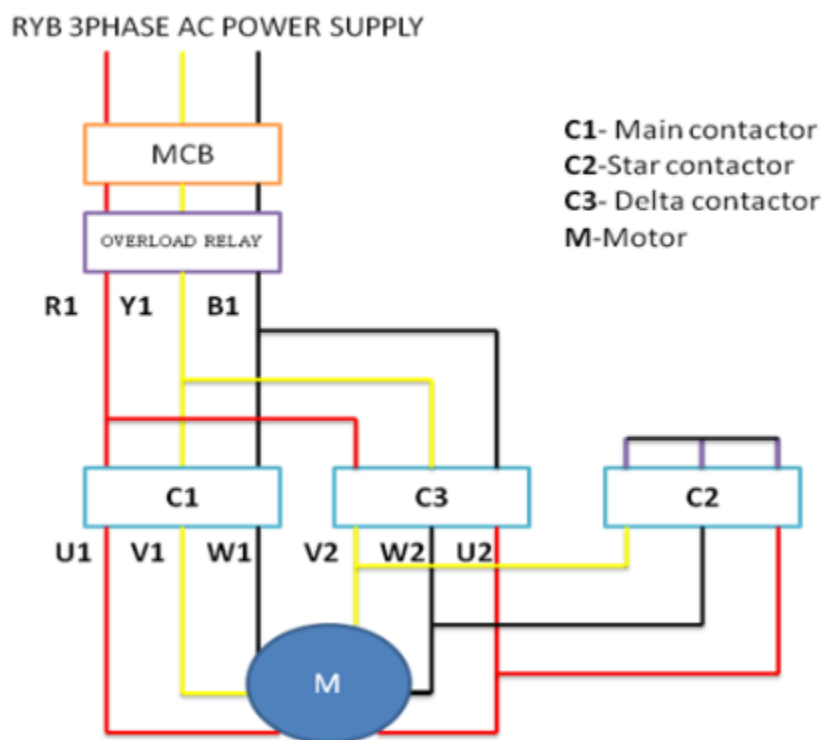 RYB 3PHASE AC POWER SUPPLY
MCB
C1- Main contactor
C2-Star contactor
C3- Delta contactor
M-Motor
OVERLOAD RELAY
R1 Y1 B1
C1 C3 C2
U1 V1 W1 V2 W2 U2
M